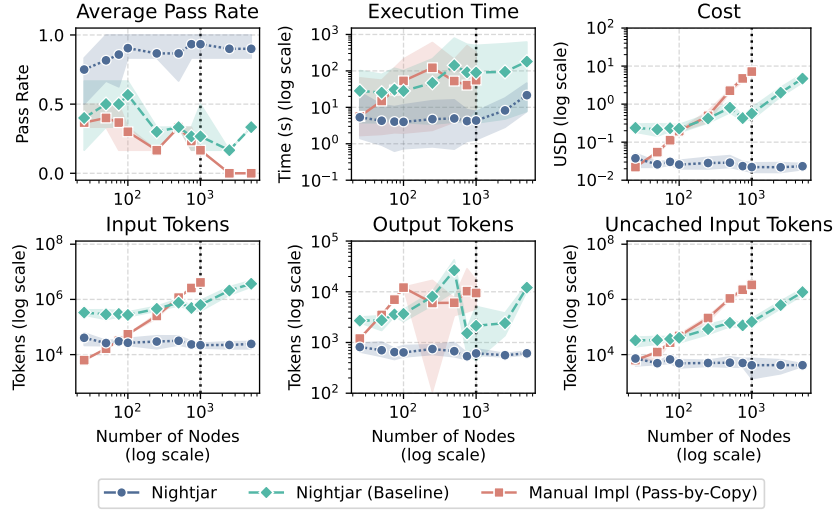 Average Pass Rate
Execution Time
Cost
Pass Rate
1.0
0.5
0.0
10²
10³
Time (s) (log scale)
10³
10²
10¹
10⁰
10⁻¹
10²
10³
USD (log scale)
10²
10¹
10⁰
10⁻¹
10⁻²
10²
10³
Input Tokens
Output Tokens
Uncached Input Tokens
Tokens (log scale)
10⁸
10⁶
10⁴
10²
10³
Number of Nodes
(log scale)
Tokens (log scale)
10⁵
10⁴
10³
10²
10²
10³
Number of Nodes
(log scale)
Tokens (log scale)
10⁸
10⁶
10⁴
10²
10³
Number of Nodes
(log scale)
Nightjar
Nightjar (Baseline)
Manual Impl (Pass-by-Copy)